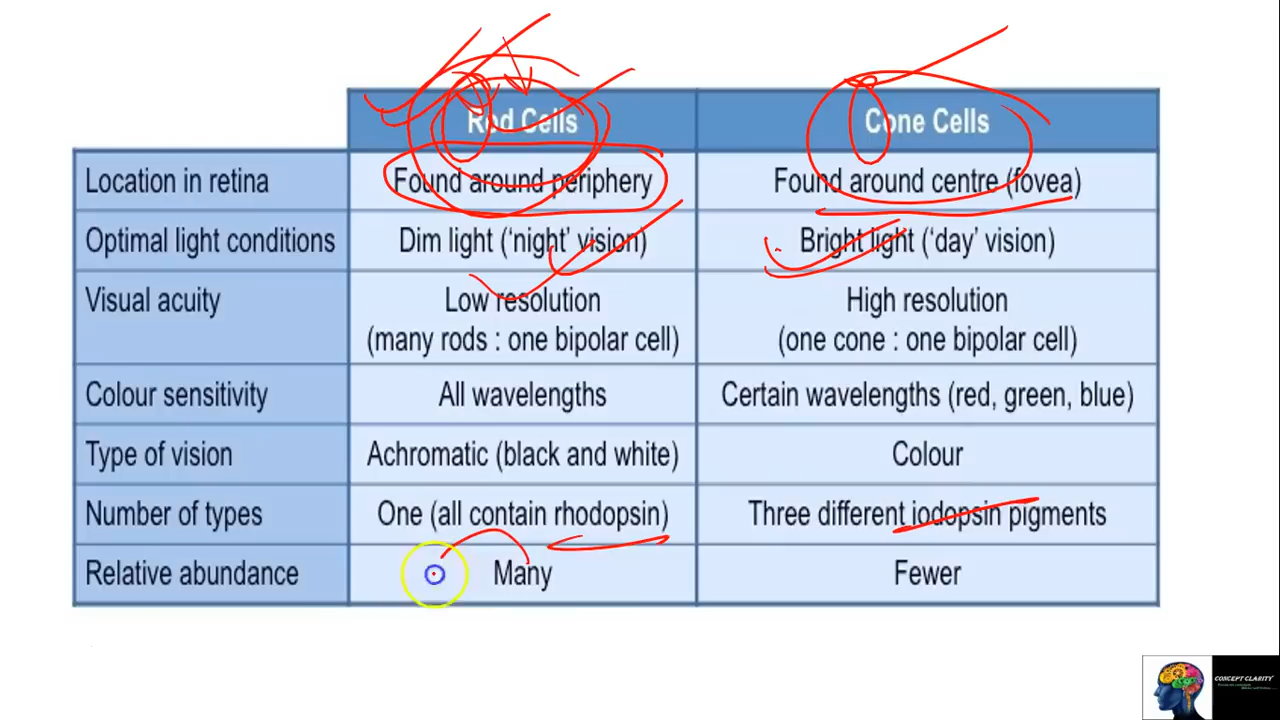 Rod Cells Cone Cells
Location in retina Found around periphery Found around centre (fovea)
Optimal light conditions Dim light (‘night’ vision) Bright light (‘day’ vision)
Visual acuity Low resolution High resolution
(many rods : one bipolar cell) (one cone : one bipolar cell)
Colour sensitivity All wavelengths Certain wavelengths (red, green, blue)
Type of vision Achromatic (black and white) Colour
Number of types One (all contain rhodopsin) Three different iodopsin pigments
Relative abundance Many Fewer
CONCEPT CLARITY